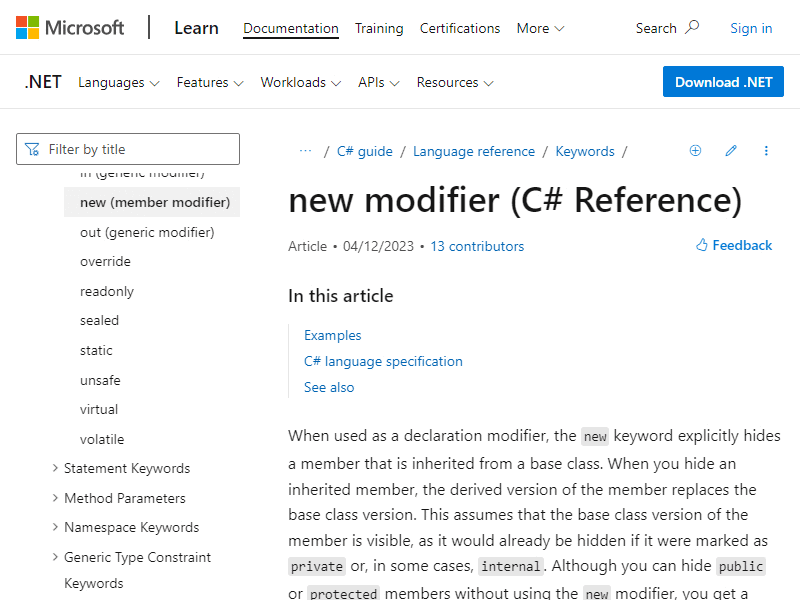 Microsoft
Learn
Documentation
Training
Certifications
More
Search
Sign in
.NET
Languages
Features
Workloads
APIs
Resources
Download .NET
Filter by title
in (generic modifier)
new (member modifier)
out (generic modifier)
override
readonly
sealed
static
unsafe
virtual
volatile
Statement Keywords
Method Parameters
Namespace Keywords
Generic Type Constraint
Keywords
... / C# guide / Language reference / Keywords /
new modifier (C# Reference)
Article • 04/12/2023 • 13 contributors
Feedback
In this article
Examples
C# language specification
See also
When used as a declaration modifier, the new keyword explicitly hides
a member that is inherited from a base class. When you hide an
inherited member, the derived version of the member replaces the
base class version. This assumes that the base class version of the
member is visible, as it would already be hidden if it were marked as
private or, in some cases, internal. Although you can hide public
or protected members without using the new modifier, you get a